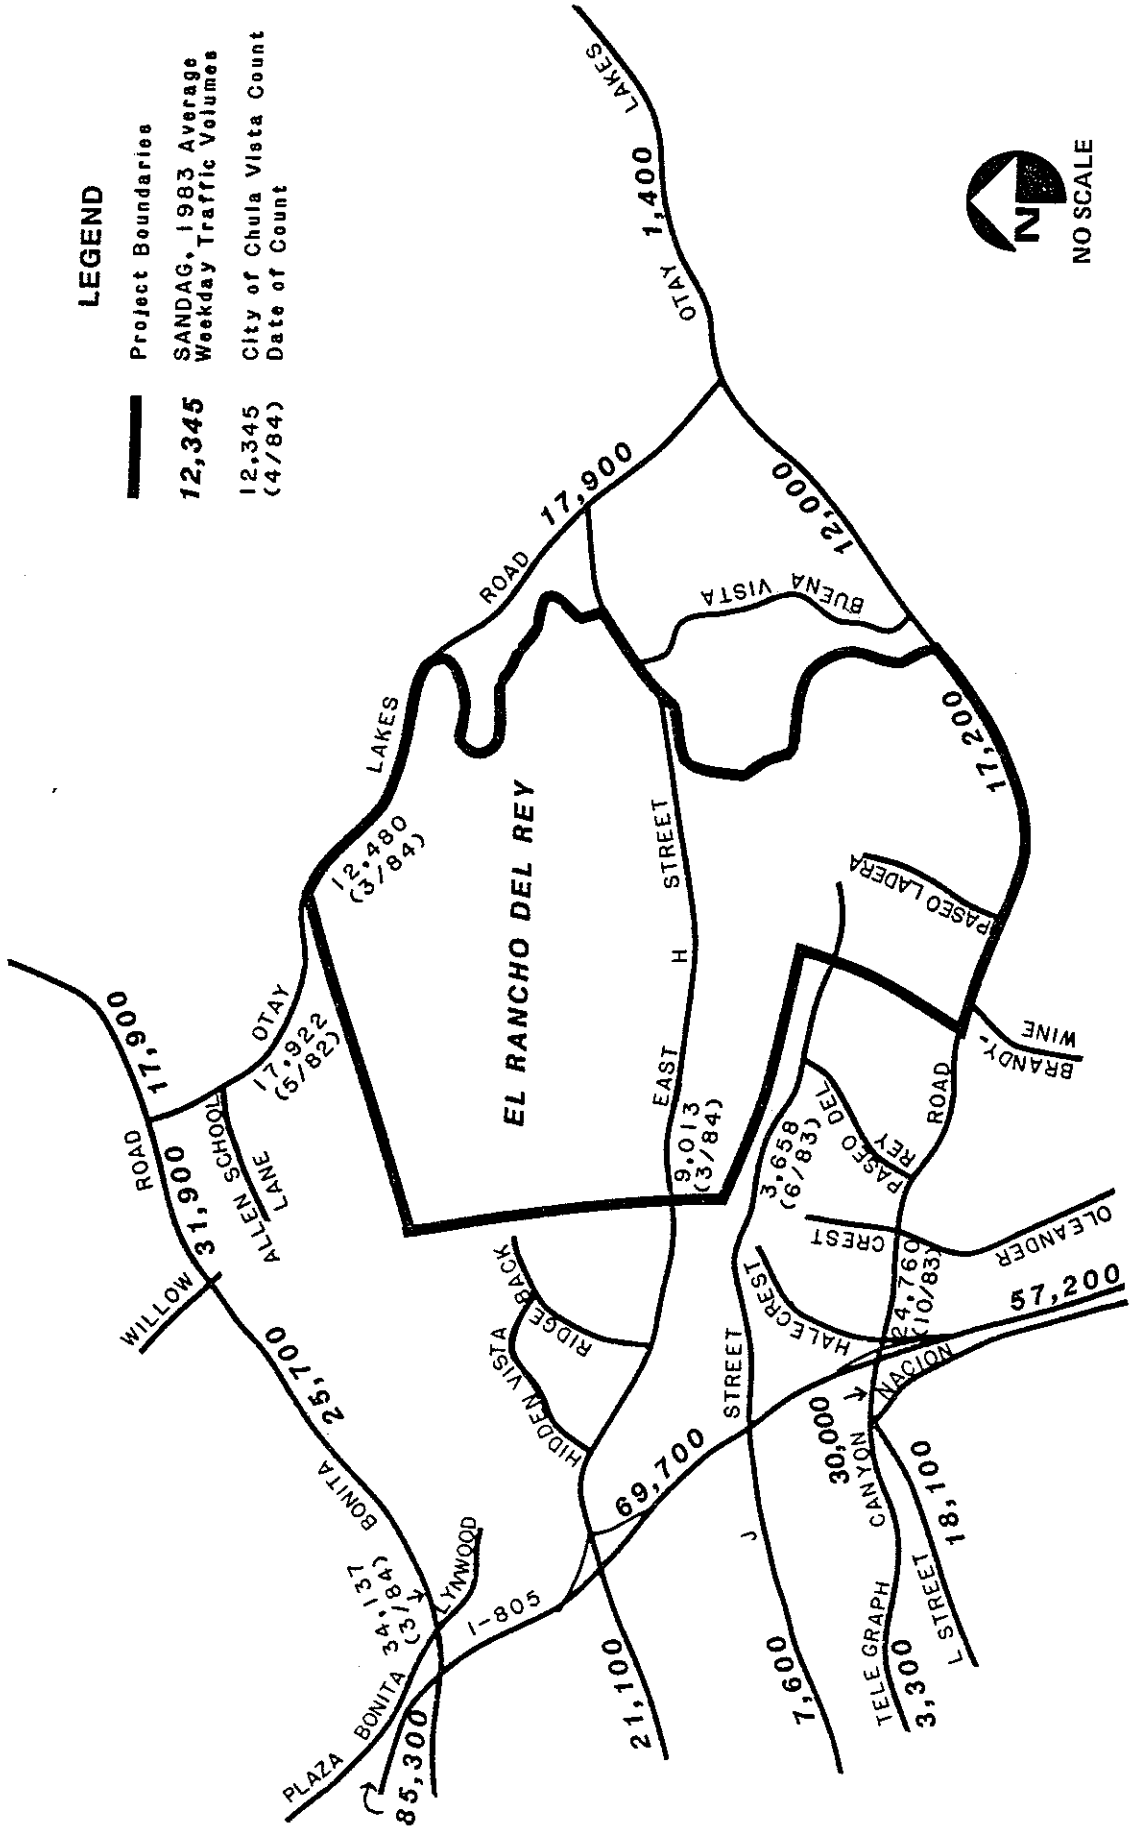 LEGEND
Project Boundaries
12,345 SANDAG, 1983 Average
Weekday Traffic Volumes
12,345 City of Chula Vista Count
(4/84) Date of Count
NO SCALE
N
PLAZA BONITA
85,300
34,137
(3/84)
LYNWOOD
I-805
BONITA
25,700
WILLOW
31,900
ROAD
17,900
ALLEN SCHOOL
LANE
OTAY
17,922
(5/82)
12,480
(3/84)
LAKES
ROAD
17,900
OTAY
1,400
LAKES
EL RANCHO DEL REY
HIDDEN VISTA
RIDGE BACK
21,100
69,700
EAST H STREET
9,013
(3/84)
BUENA
VISTA
12,000
17,200
7,600
J STREET
3,658
(6/83)
HALECREST
CREST
PASEO DEL
REY
PASEO LADERA
BRANDY-
WINE
TELEGRAPH CANYON
ROAD
3,300
L STREET
18,100
30,000
NACION
24,760
(10/83)
OLEANDER
57,200